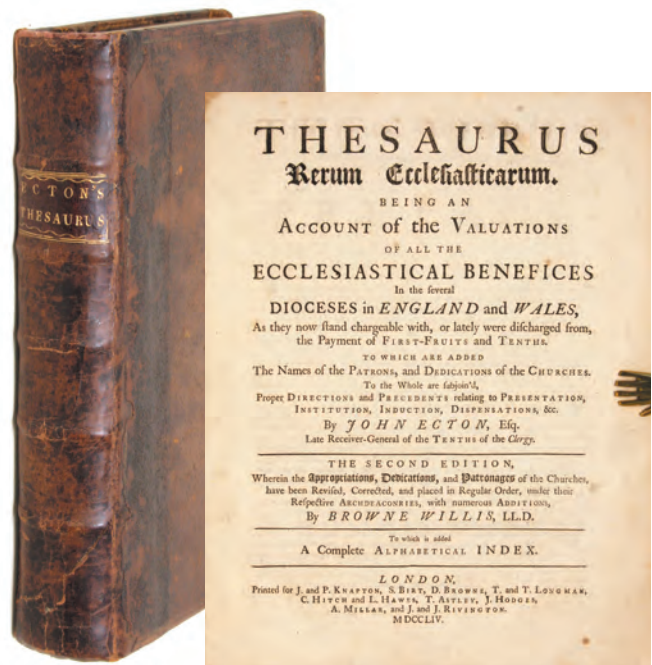 ECTON'S
THESAURUS
THESAURUS
Rerum Ecclesiasticarum.
BEING AN
ACCOUNT of the VALUATIONS
OF ALL THE
ECCLESIASTICAL BENEFICES
In the ſeveral
DIOCESES in ENGLAND and WALES,
As they now ſtand chargeable with, or lately were diſcharged from,
the Payment of FIRST-FRUITS and TENTHS.
TO WHICH ARE ADDED
The Names of the PATRONS, and DEDICATIONS of the CHURCHES.
To the Whole are ſubjoin'd,
Proper DIRECTIONS and PRECEDENTS relating to PRESENTATION,
INSTITUTION, INDUCTION, DISPENSATIONS, &c.
By JOHN ECTON, Eſq.
Late Receiver-General of the TENTHS of the Clergy.
THE SECOND EDITION,
Wherein the Appropriations, Dedications, and Patronages of the Churches,
have been Reviſed, Corrected, and placed in Regular Order, under their
Reſpective ARCHDEACONRIES, with numerous ADDITIONS,
By BROWNE WILLIS, LL.D.
To which is added
A Complete ALPHABETICAL INDEX.
LONDON,
Printed for J. and P. KNAPTON, S. BIRT, D. BROWNE, T. and T. LONGMAN,
C. HITCH and L. HAWES, T. ASTLEY, J. HODGES,
A. MILLAR, and J. and J. RIVINGTON.
MDCCLIV.